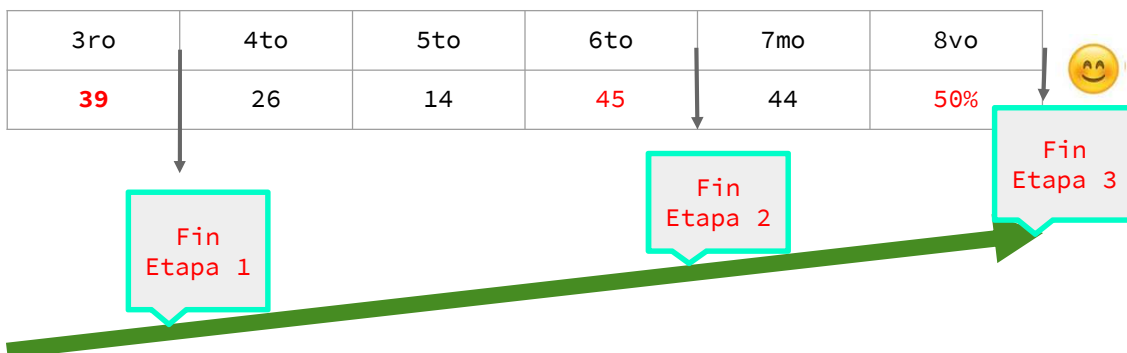 3ro 4to 5to 6to 7mo 8vo
39 26 14 45 44 50%
Fin
Etapa 1
Fin
Etapa 2
Fin
Etapa 3